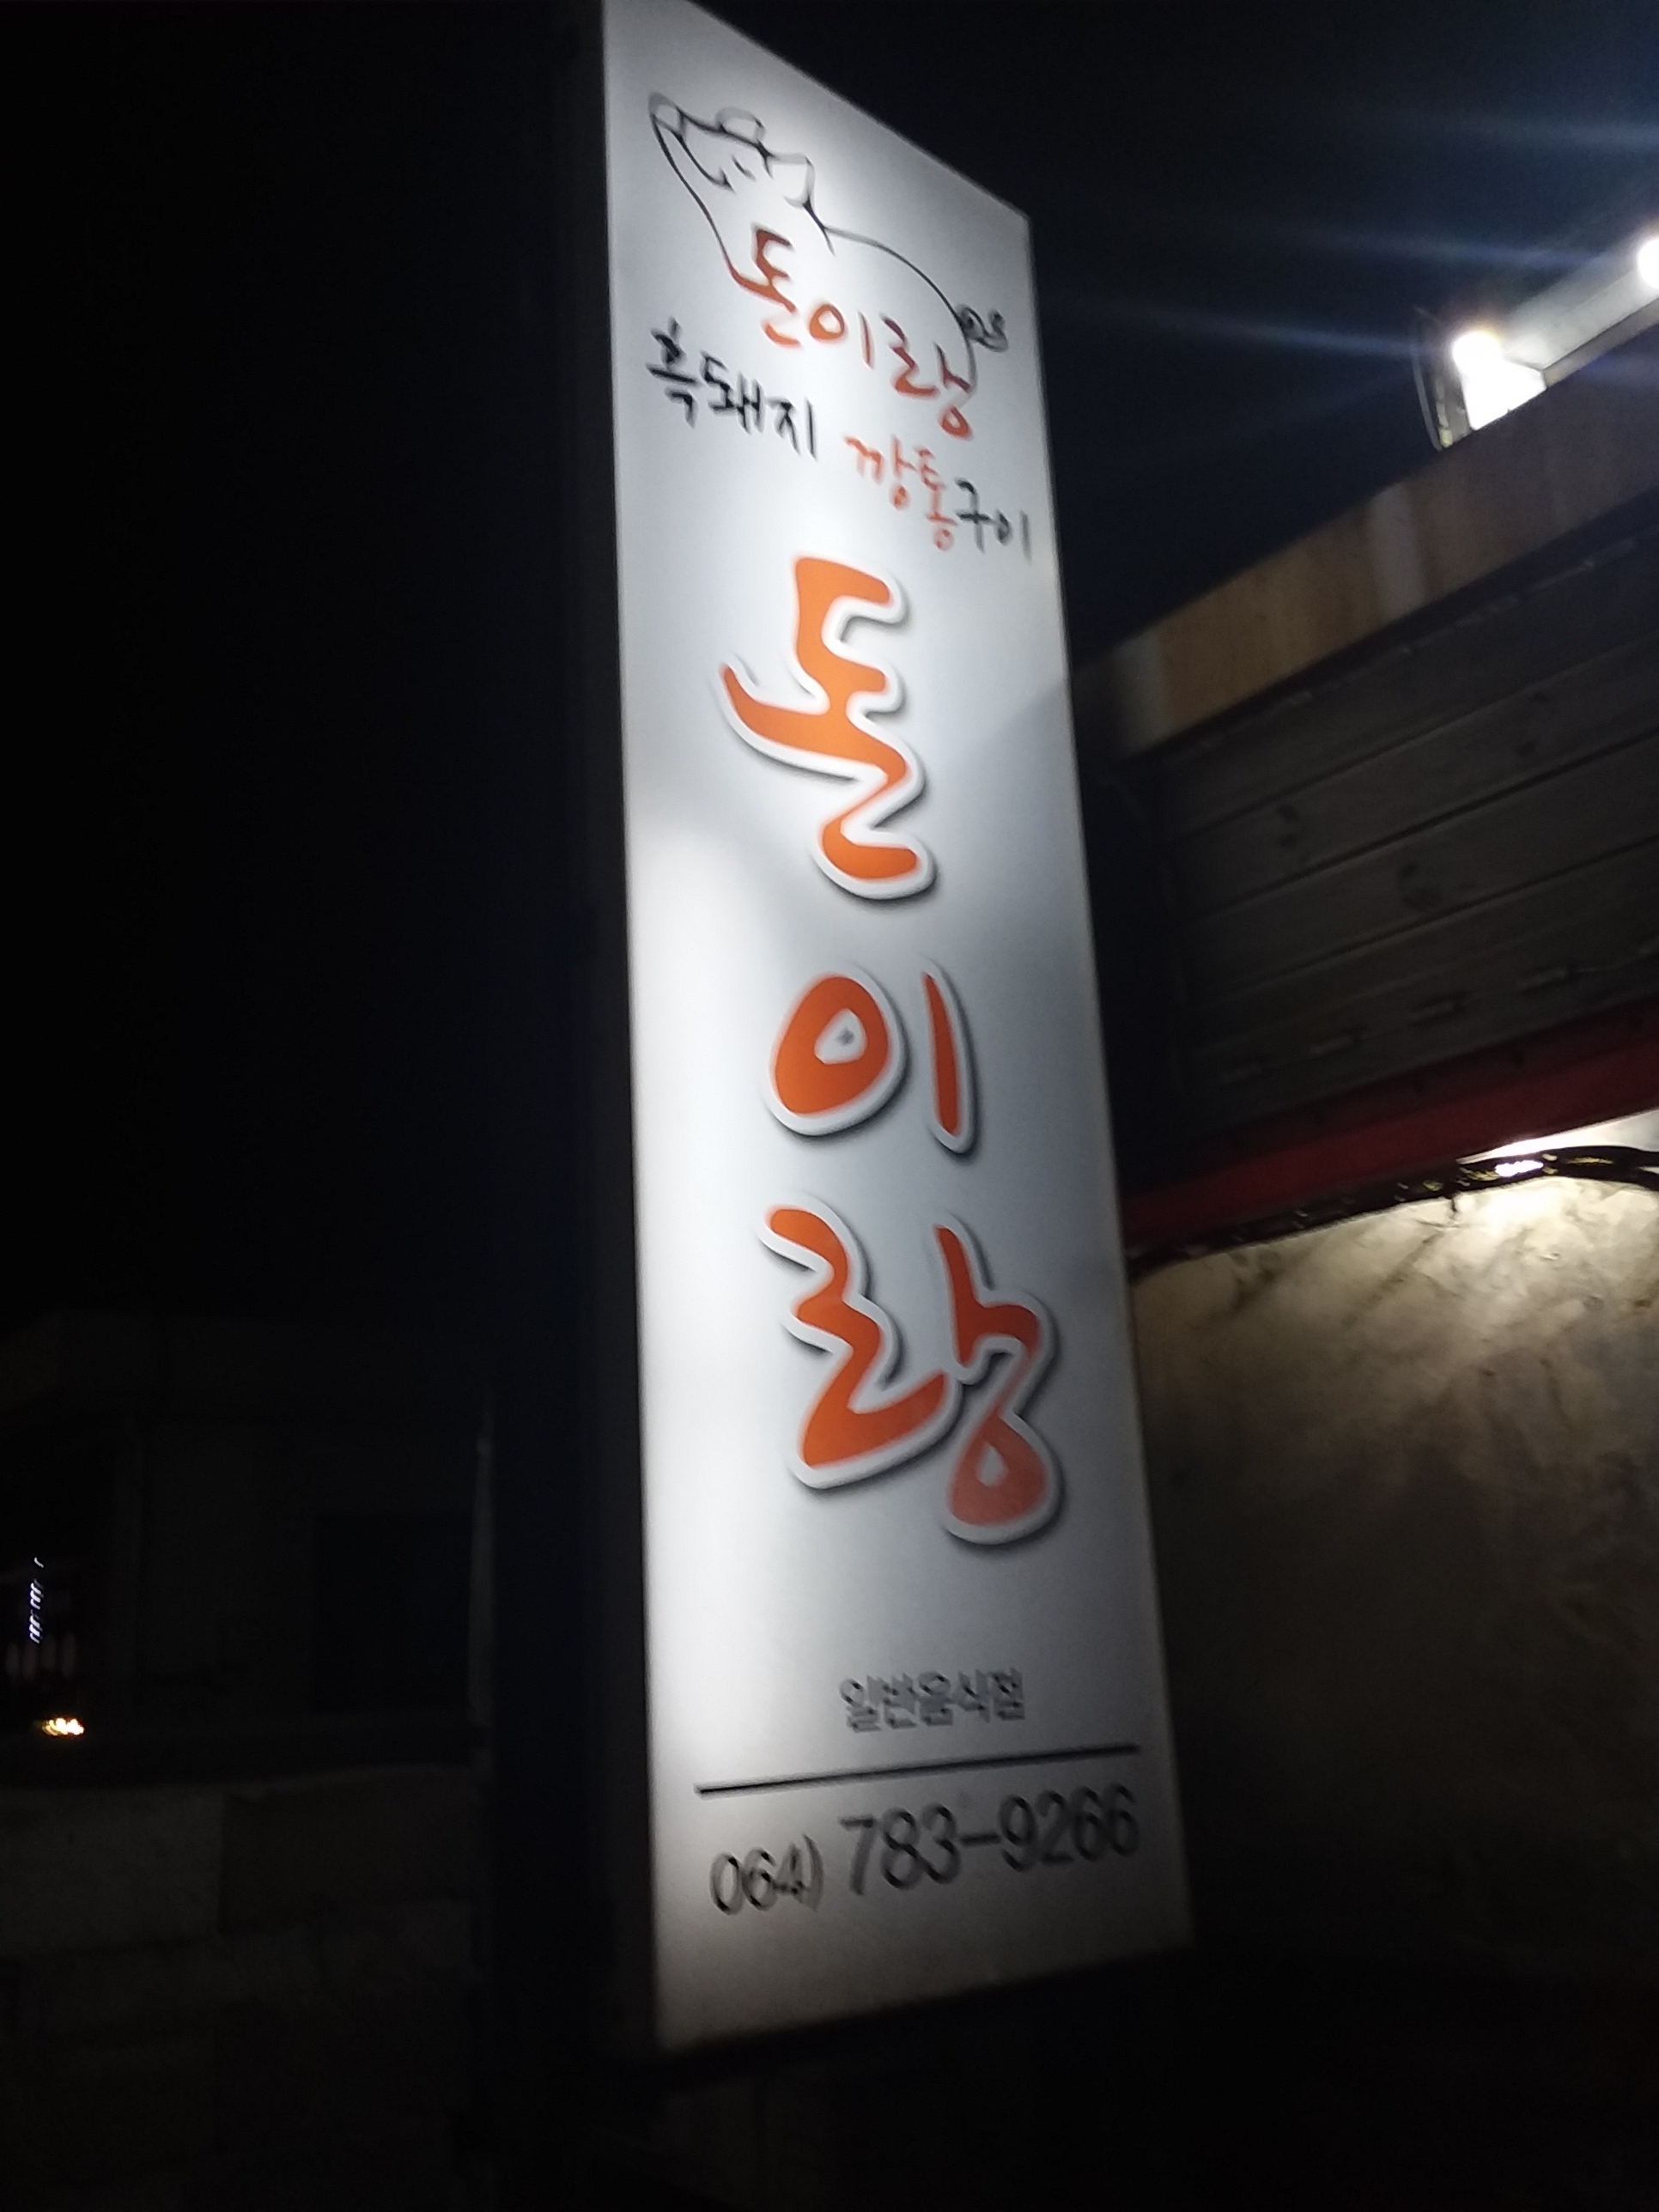 돈이랑
흑돼지 깡통구이
돈
이
랑
일반음식점
064) 783-9266